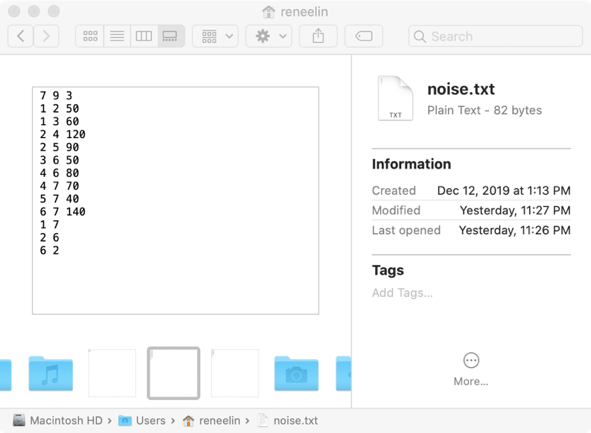 reneelin
Search
7 9 3
1 2 50
1 3 60
2 4 120
2 5 90
3 6 50
4 6 80
4 7 70
5 7 40
6 7 140
1 7
2 6
6 2
TXT
noise.txt
Plain Text - 82 bytes
Information
Created Dec 12, 2019 at 1:13 PM
Modified Yesterday, 11:27 PM
Last opened Yesterday, 11:26 PM
Tags
Add Tags...
More...
Macintosh HD › Users › reneelin › noise.txt